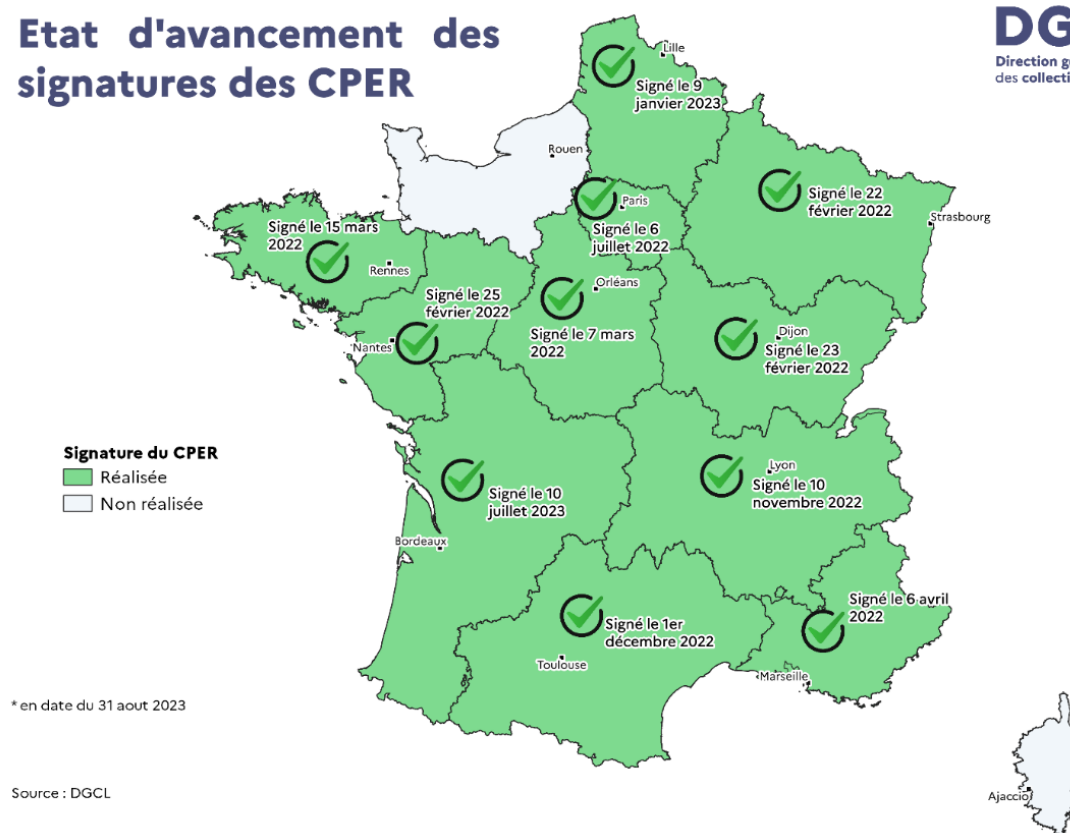 Etat d'avancement des
signatures des CPER
DG
Direction g
des collecti
Lille
Signé le 9
janvier 2023
Rouen
Paris
Signé le 6
juillet 2022
Signé le 22
février 2022
Strasbourg
Signé le 15 mars
2022
Rennes
Orléans
Signé le 25
février 2022
Nantes
Signé le 7 mars
2022
Dijon
Signé le 23
février 2022
Signature du CPER
Réalisée
Non réalisée
Lyon
Signé le 10
novembre 2022
Signé le 10
juillet 2023
Bordeaux
Signé le 6 avril
2022
Signé le 1er
décembre 2022
Toulouse
Marseille
* en date du 31 aout 2023
Source : DGCL
Ajaccio